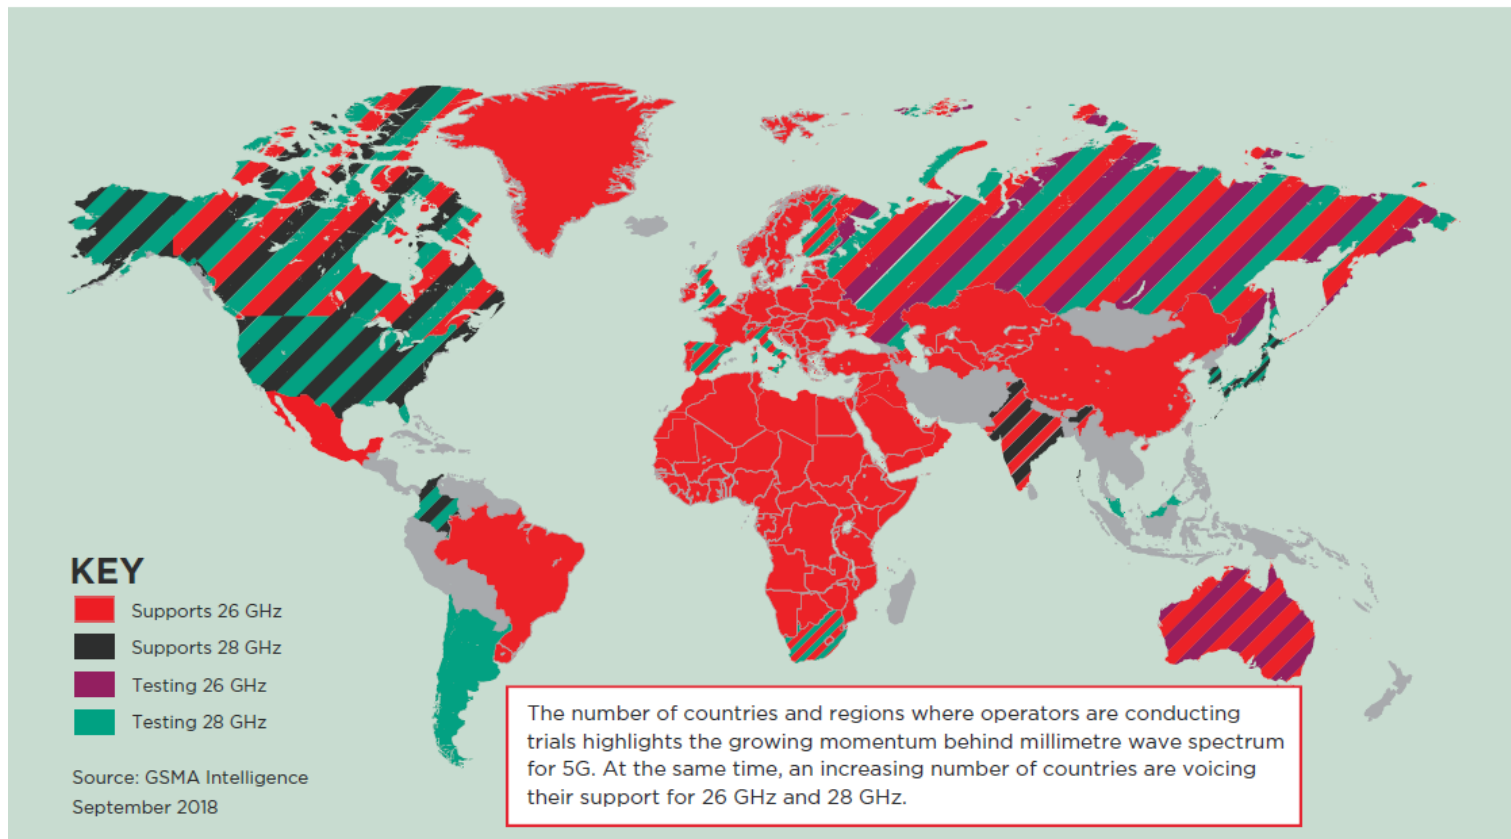 KEY
Supports 26 GHz
Supports 28 GHz
Testing 26 GHz
Testing 28 GHz
Source: GSMA Intelligence
September 2018
The number of countries and regions where operators are conducting
trials highlights the growing momentum behind millimetre wave spectrum
for 5G. At the same time, an increasing number of countries are voicing
their support for 26 GHz and 28 GHz.